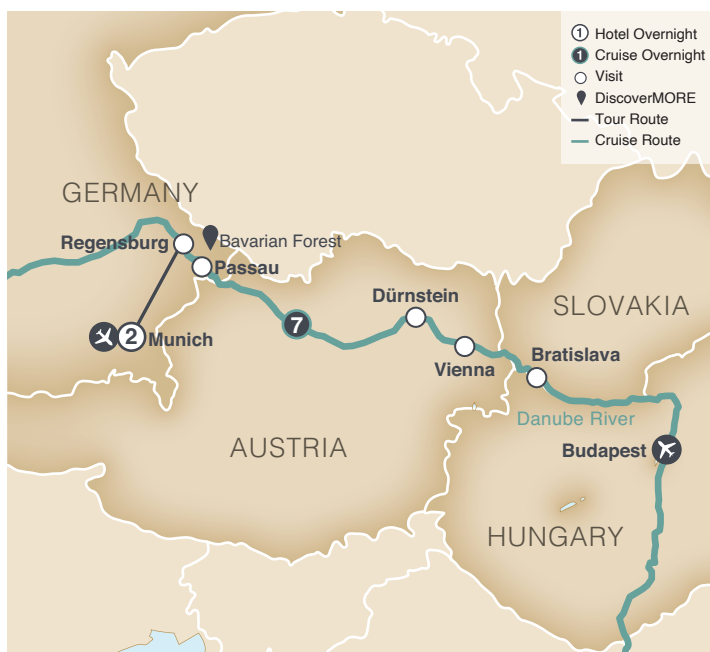 1 Hotel Overnight
1 Cruise Overnight
Visit
DiscoverMORE
Tour Route
Cruise Route
GERMANY
Regensburg
Bavarian Forest
Passau
Dürnstein
SLOVAKIA
7
2 Munich
Vienna
Bratislava
Danube River
AUSTRIA
Budapest
HUNGARY